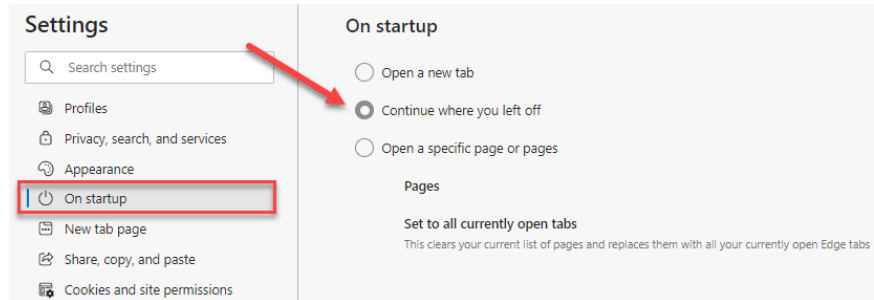 Settings
Search settings
Profiles
Privacy, search, and services
Appearance
On startup
New tab page
Share, copy, and paste
Cookies and site permissions
On startup
Open a new tab
Continue where you left off
Open a specific page or pages
Pages
Set to all currently open tabs
This clears your current list of pages and replaces them with all your currently open Edge tabs